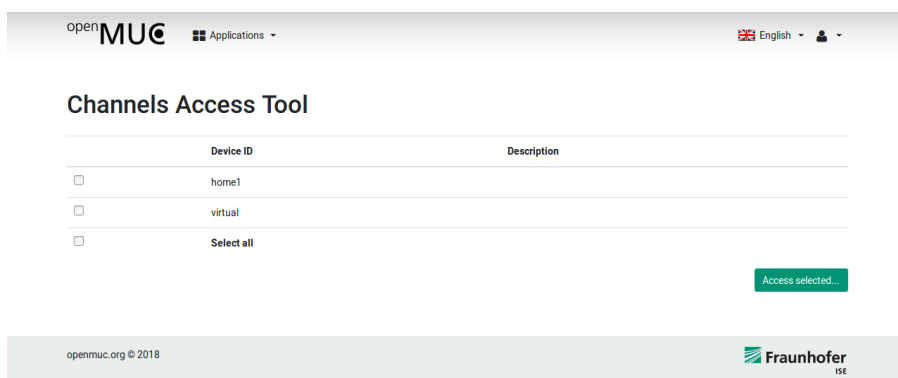 openMUC Applications English
Channels Access Tool
Device ID Description
home1
virtual
Select all
Access selected...
openmuc.org © 2018 Fraunhofer
ISE